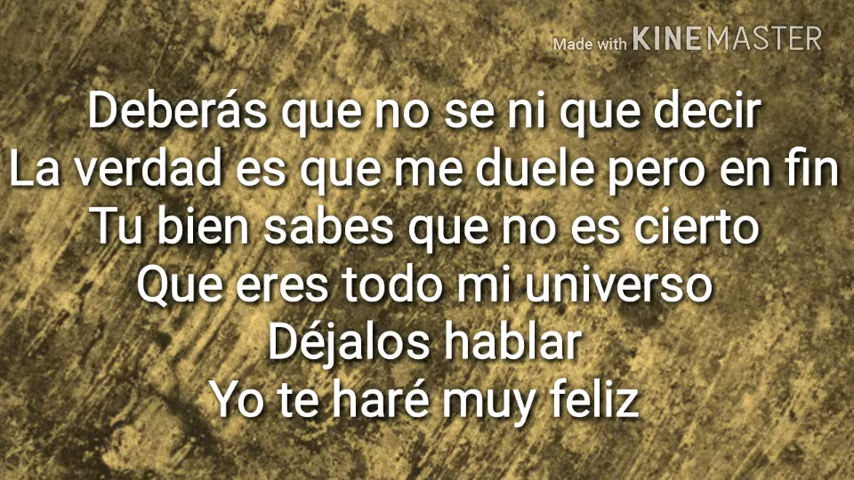 Made with KINEMASTER
Deberás que no se ni que decir
La verdad es que me duele pero en fin
Tu bien sabes que no es cierto
Que eres todo mi universo
Déjalos hablar
Yo te haré muy feliz